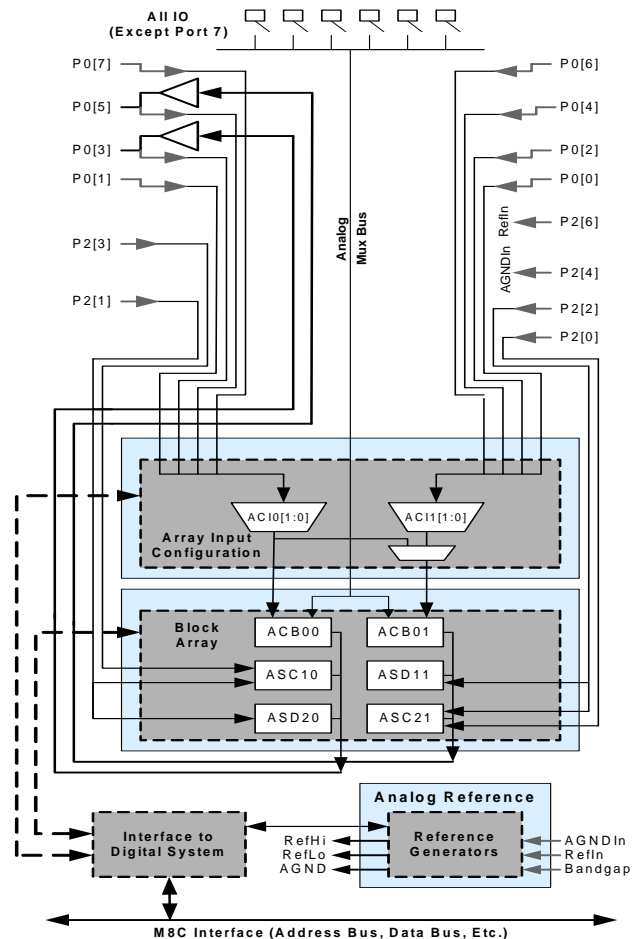 All IO
(Except Port 7)
P0[7]
P0[5]
P0[3]
P0[1]
P2[3]
P2[1]
P0[6]
P0[4]
P0[2]
P0[0]
P2[6]
P2[4]
P2[2]
P2[0]
AGNDIn RefIn
Analog
Mux Bus
ACI0[1:0]
ACI1[1:0]
Array Input
Configuration
Block
Array
ACB00
ACB01
ASC10
ASD11
ASD20
ASC21
Analog Reference
Interface to
Digital System
RefHi
RefLo
AGND
Reference
Generators
AGNDIn
RefIn
Bandgap
M8C Interface (Address Bus, Data Bus, Etc.)